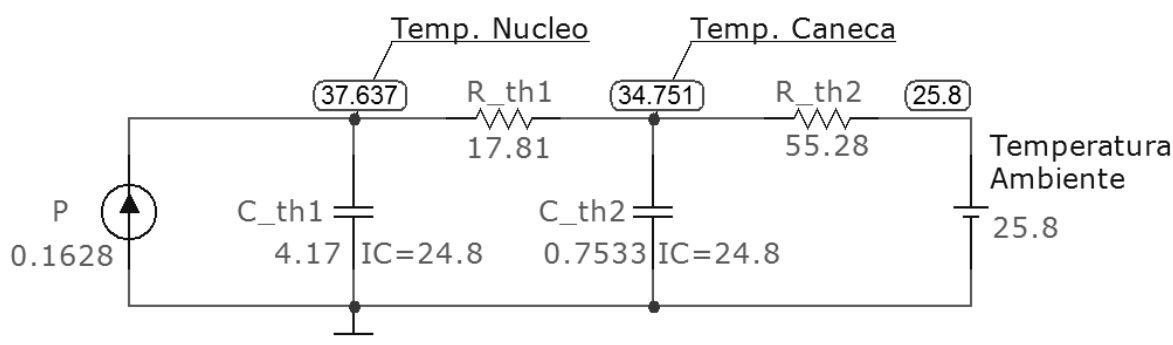 Temp. Nucleo
Temp. Caneca
37.637
R_th1
34.751
R_th2
25.8
17.81
55.28
Temperatura
Ambiente
P
C_th1
C_th2
25.8
0.1628
4.17 IC=24.8
0.7533 IC=24.8